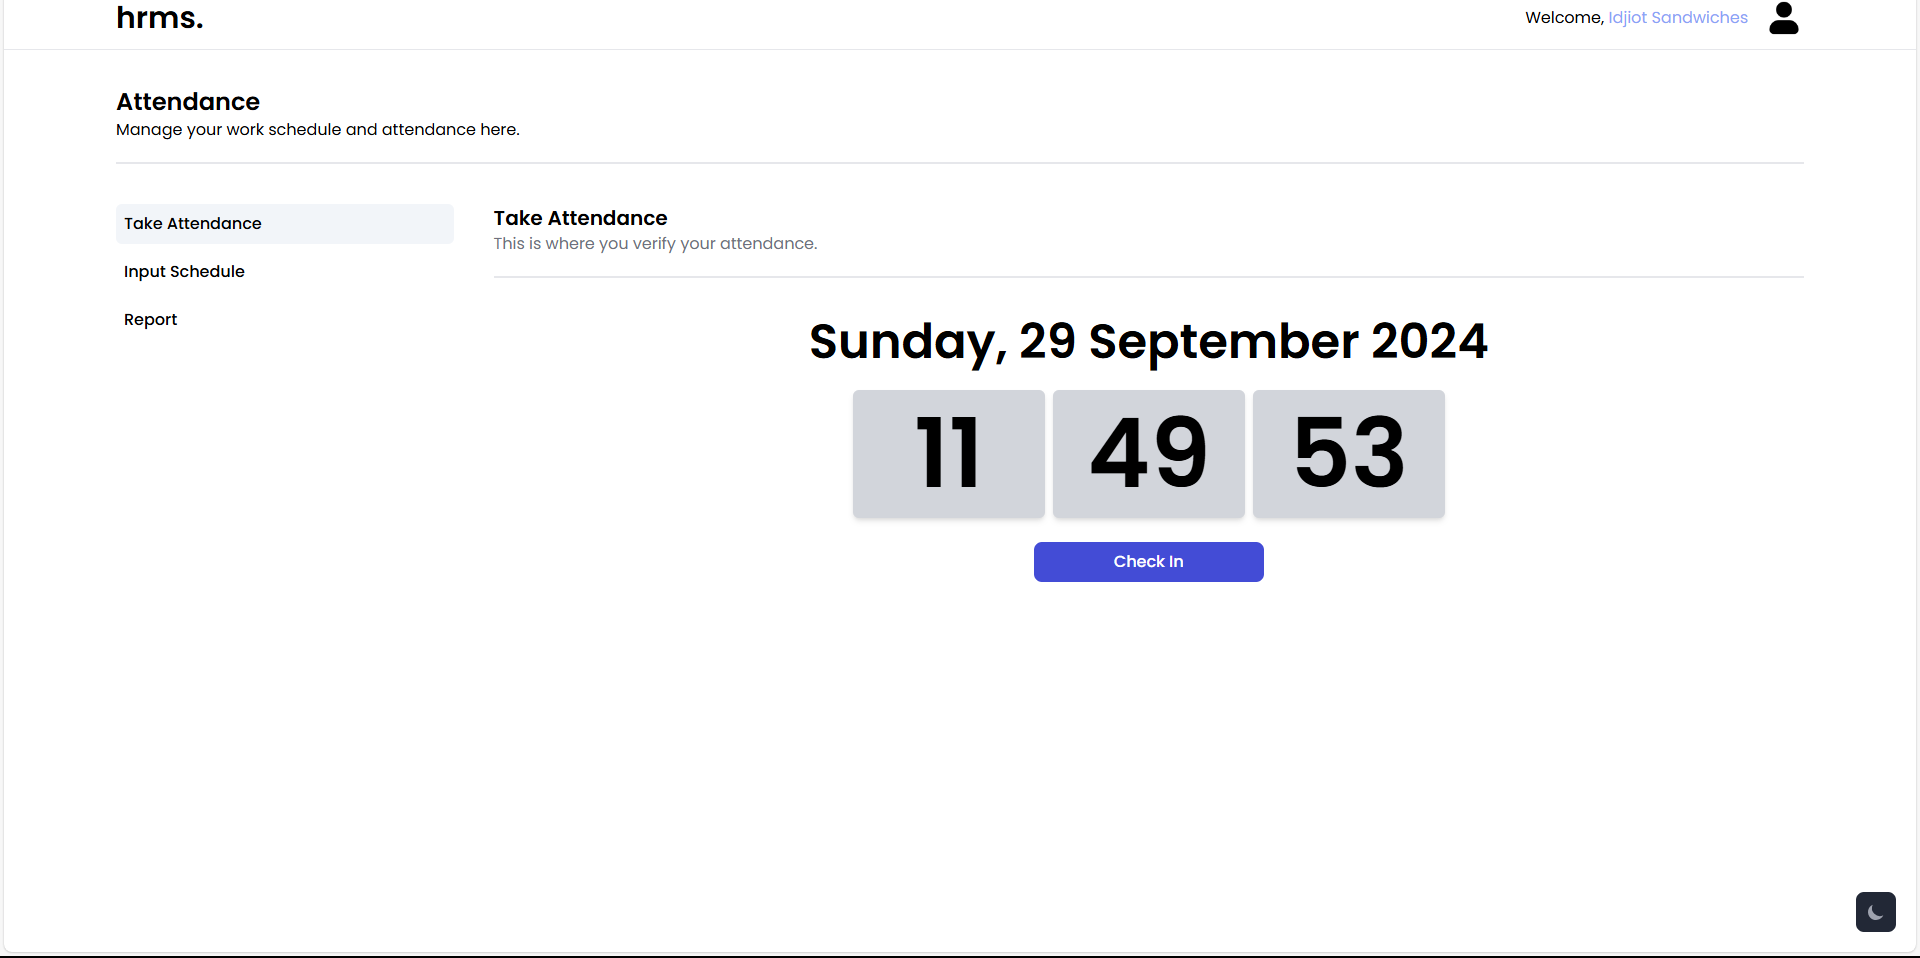 hrms.
Welcome, Idjiot Sandwiches
Attendance
Manage your work schedule and attendance here.
Take Attendance
Input Schedule
Report
Take Attendance
This is where you verify your attendance.
Sunday, 29 September 2024
11 49 53
Check In